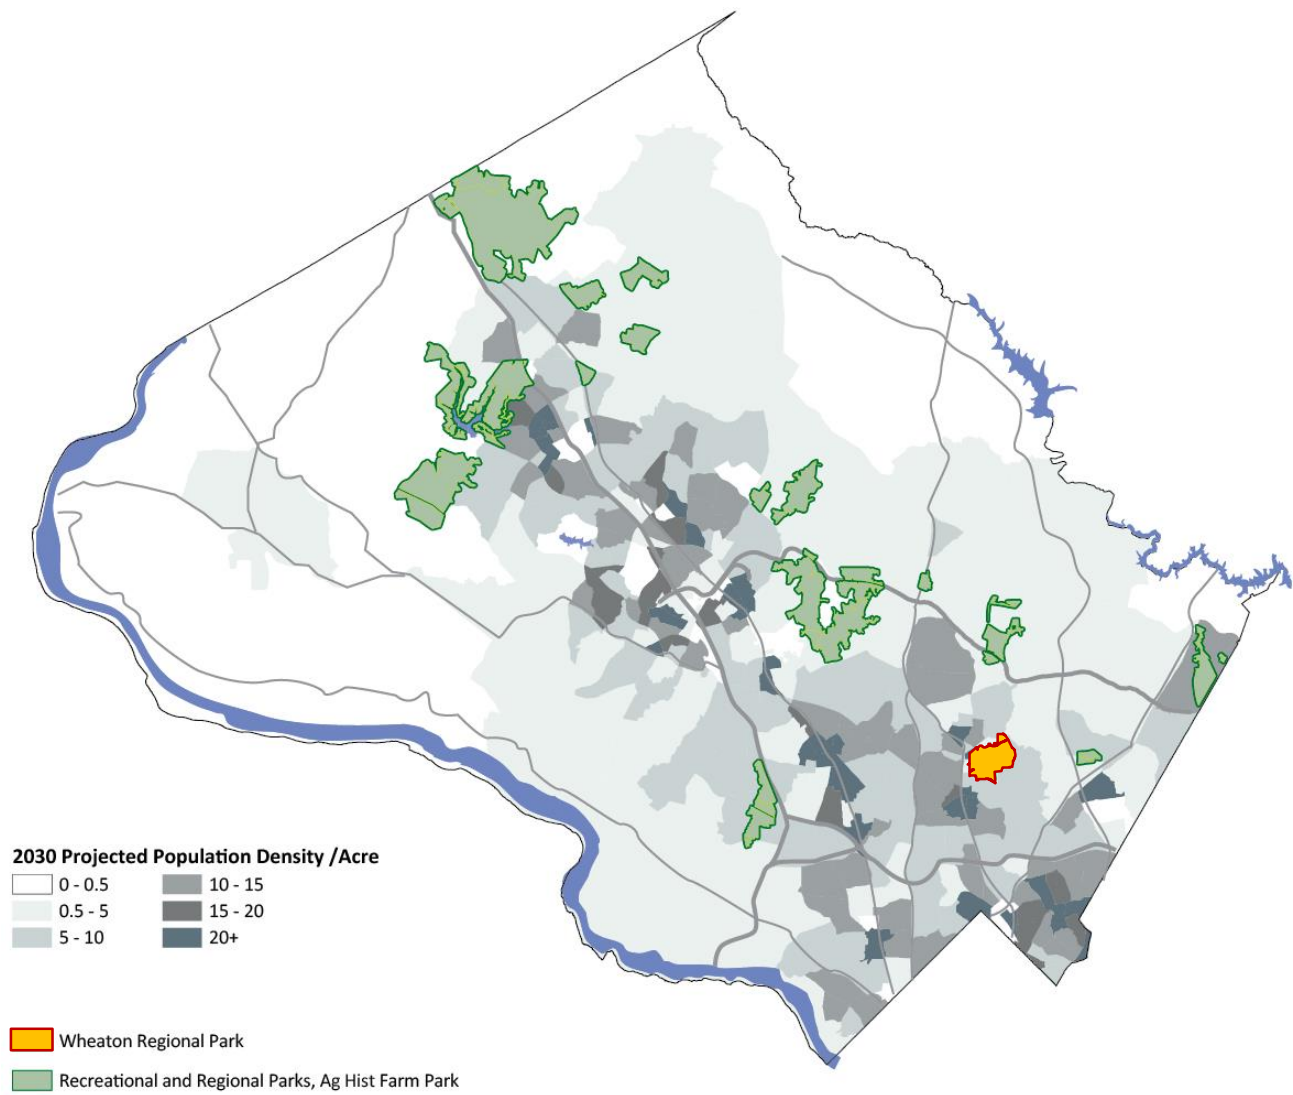 2030 Projected Population Density /Acre
0 - 0.5
10 - 15
0.5 - 5
15 - 20
5 - 10
20+
Wheaton Regional Park
Recreational and Regional Parks, Ag Hist Farm Park